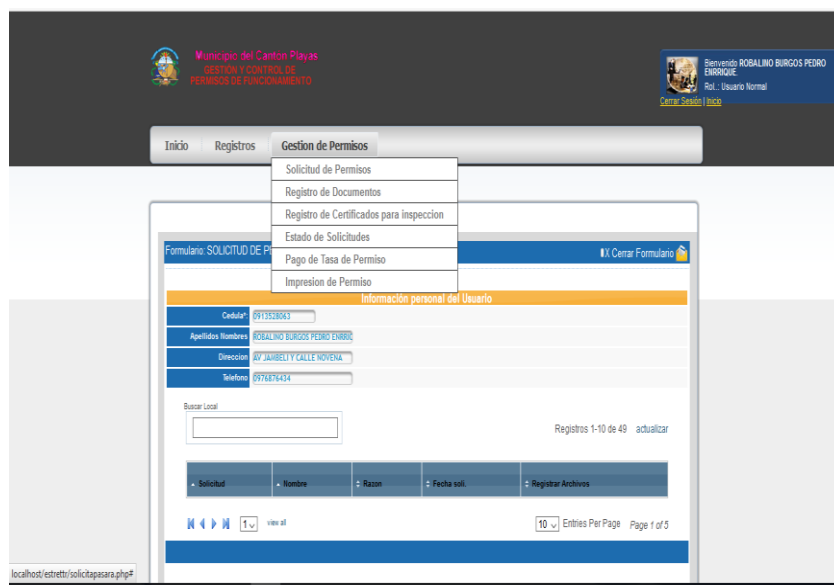 Municipio del Canton Playas
GESTION Y CONTROL DE
PERMISOS DE FUNCIONAMIENTO
Bienvenido ROBALINO BURGOS PEDRO
ENRRIQUE.
Rol.: Usuario Normal
Cerrar Sesión | Inicio
Inicio Registros Gestion de Permisos
Solicitud de Permisos
Registro de Documentos
Registro de Certificados para inspeccion
Estado de Solicitudes
Pago de Tasa de Permiso
Impresion de Permiso
Formulario: SOLICITUD DE PE
X Cerrar Formulario
Información personal del Usuario
Cedula*: 0913528063
Apellidos Nombres ROBALINO BURGOS PEDRO ENRRIQ
Direccion AV JAMBELI Y CALLE NOVENA
Telefono 0976876434
Buscar Local
Registros 1-10 de 49 actualizar
Solicitud Nombre Razon Fecha soli. Registrar Archivos
1 view all
10 Entries Per Page Page 1 of 5
localhost/estrettr/solicitapasara.php#